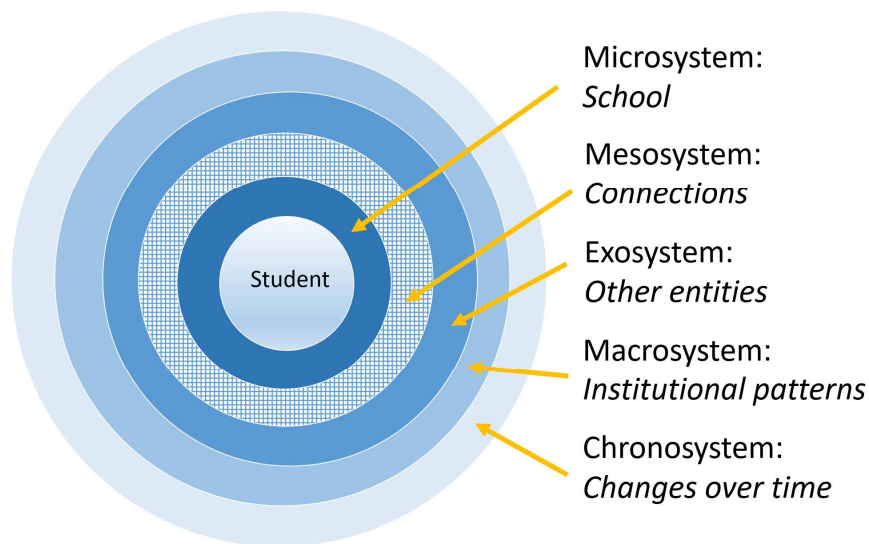 Student
Microsystem:
School
Mesosystem:
Connections
Exosystem:
Other entities
Macrosystem:
Institutional patterns
Chronosystem:
Changes over time